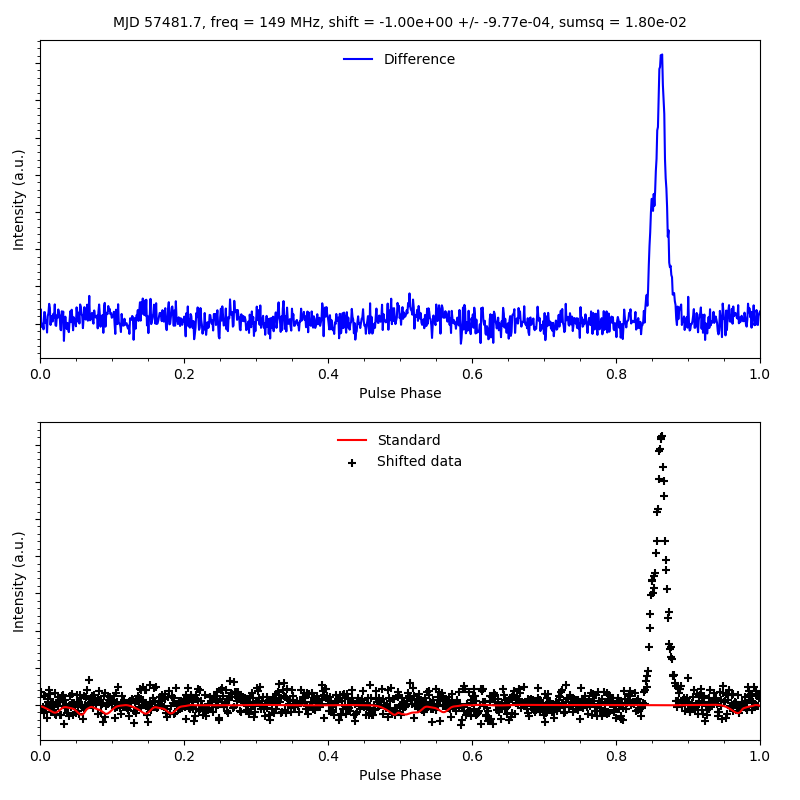 MJD 57481.7, freq = 149 MHz, shift = -1.00e+00 +/- -9.77e-04, sumsq = 1.80e-02
Difference
Intensity (a.u.)
0.0 0.2 0.4 0.6 0.8 1.0
Pulse Phase
Standard
Shifted data
Intensity (a.u.)
0.0 0.2 0.4 0.6 0.8 1.0
Pulse Phase